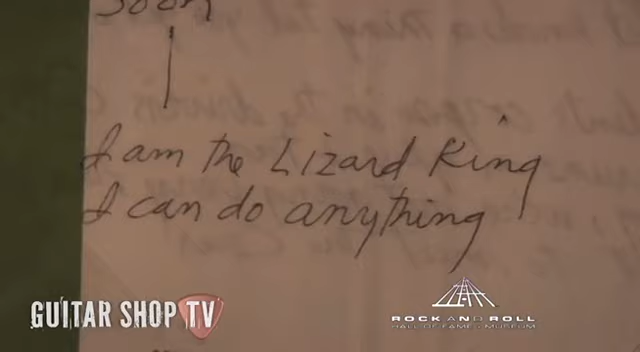 soon
I am the Lizard King
I can do anything
GUITAR SHOP TV
ROCK AND ROLL
HALL OF FAME + MUSEUM